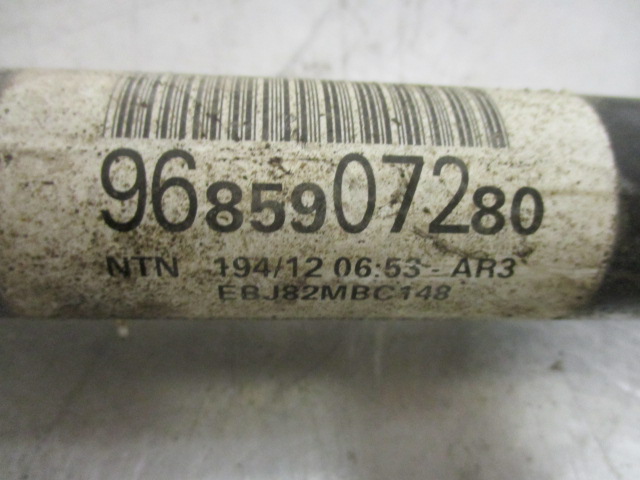 9685907280
NTN 194/12 06:53 - AR3
EBJ82MBC148